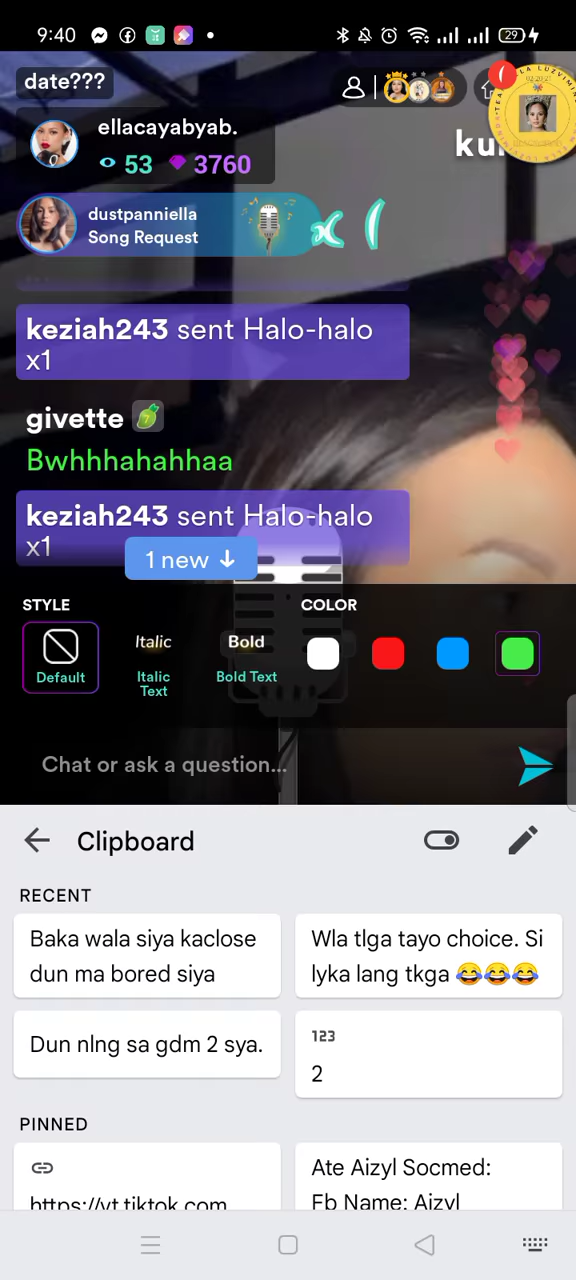 9:40
29
date???
ellacayabyab.
53 3760
ku
dustpanniella
Song Request
x 1
keziah243 sent Halo-halo
x1
givette
Bwhhhahahhaa
keziah243 sent Halo-halo
x1
1 new ↓
STYLE
COLOR
Default
Italic
Italic
Text
Bold
Bold Text
Chat or ask a question...
Clipboard
RECENT
Baka wala siya kaclose
dun ma bored siya
Wla tlga tayo choice. Si
lyka lang tkga 😂😂😂
Dun nlng sa gdm 2 sya.
123
2
PINNED
https://vt.tiktok.com
Ate Aizyl Socmed:
Fb Name: Aizyl